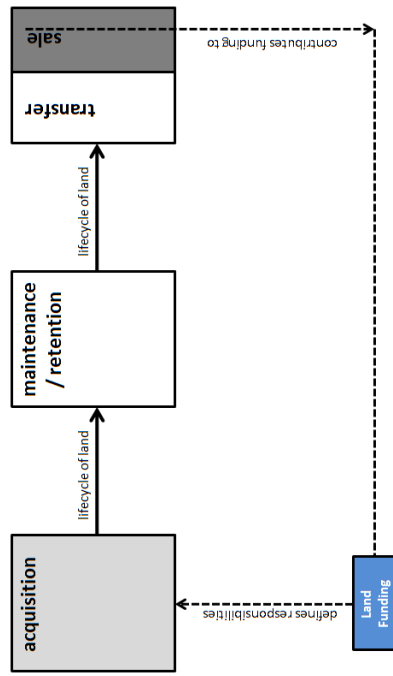 acquisition
lifecycle of land
maintenance
/ retention
lifecycle of land
transfer
sale
defines responsibilities
contributes funding to
Land
Funding